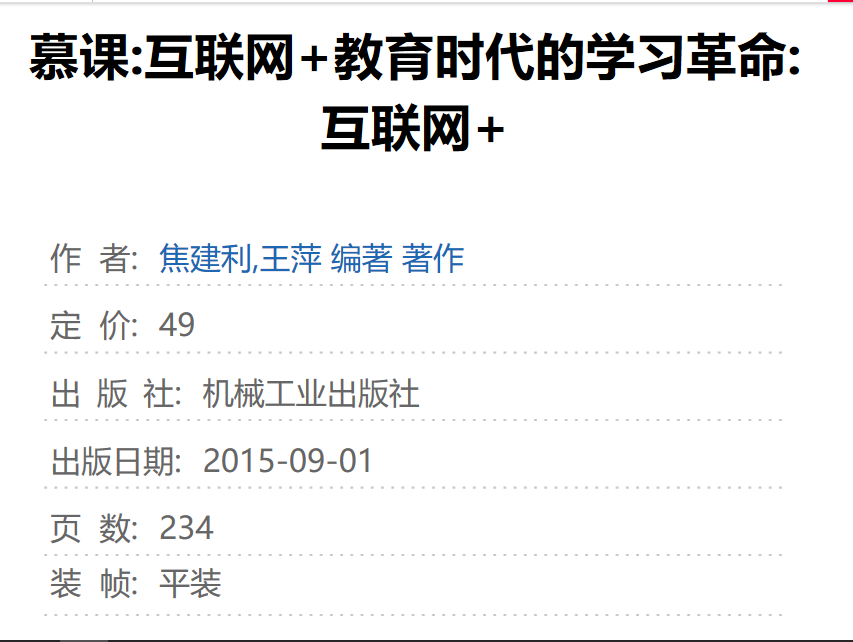 慕课:互联网+教育时代的学习革命:
互联网+
作 者: 焦建利,王萍 编著 著作
定 价: 49
出 版 社: 机械工业出版社
出版日期: 2015-09-01
页 数: 234
装 帧: 平装